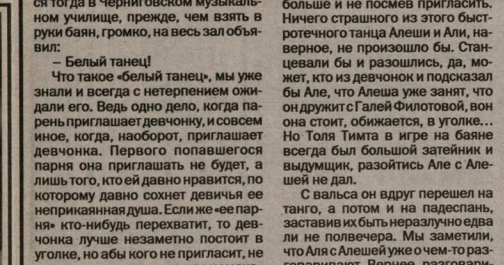 ся тогда в Черниговском музыкаль-
ном училище, прежде, чем взять в
руки баян, громко, на весь зал объя-
вил:
– Белый танец!
Что такое «белый танец», мы уже
знали и всегда с нетерпением ожи-
дали его. Ведь одно дело, когда па-
рень приглашает девчонку, и совсем
иное, когда, наоборот, приглашает
девчонка. Первого попавшегося
парня она приглашать не будет, а
лишь того, кто ей давно нравится, по
которому давно сохнет девичья ее
неприкаянная душа. Если же «ее пар-
ня» кто-нибудь перехватит, то дев-
чонка лучше незаметно постоит в
уголке, но абы кого не пригласит, не
больше и не посмев пригласить.
Ничего страшного из этого быст-
ротечного танца Алеши и Али, на-
верное, не произошло бы. Стан-
цевали бы и разошлись, да, мо-
жет, кто из девчонок и подсказал
бы Але, что Алеша уже занят, что
он дружит с Галей Филотовой, вон
она стоит, обижается, в уголке...
Но Толя Тимта в игре на баяне
всегда был большой затейник и
выдумщик, разойтись Але с Але-
шей не дал.
С вальса он вдруг перешел на
танго, а потом и на падеспань,
заставив их быть неразлучно едва
ли не полвечера. Мы заметили,
что Аля с Алешей уже о чем-то раз-
говаривают. Вернее, разговари-